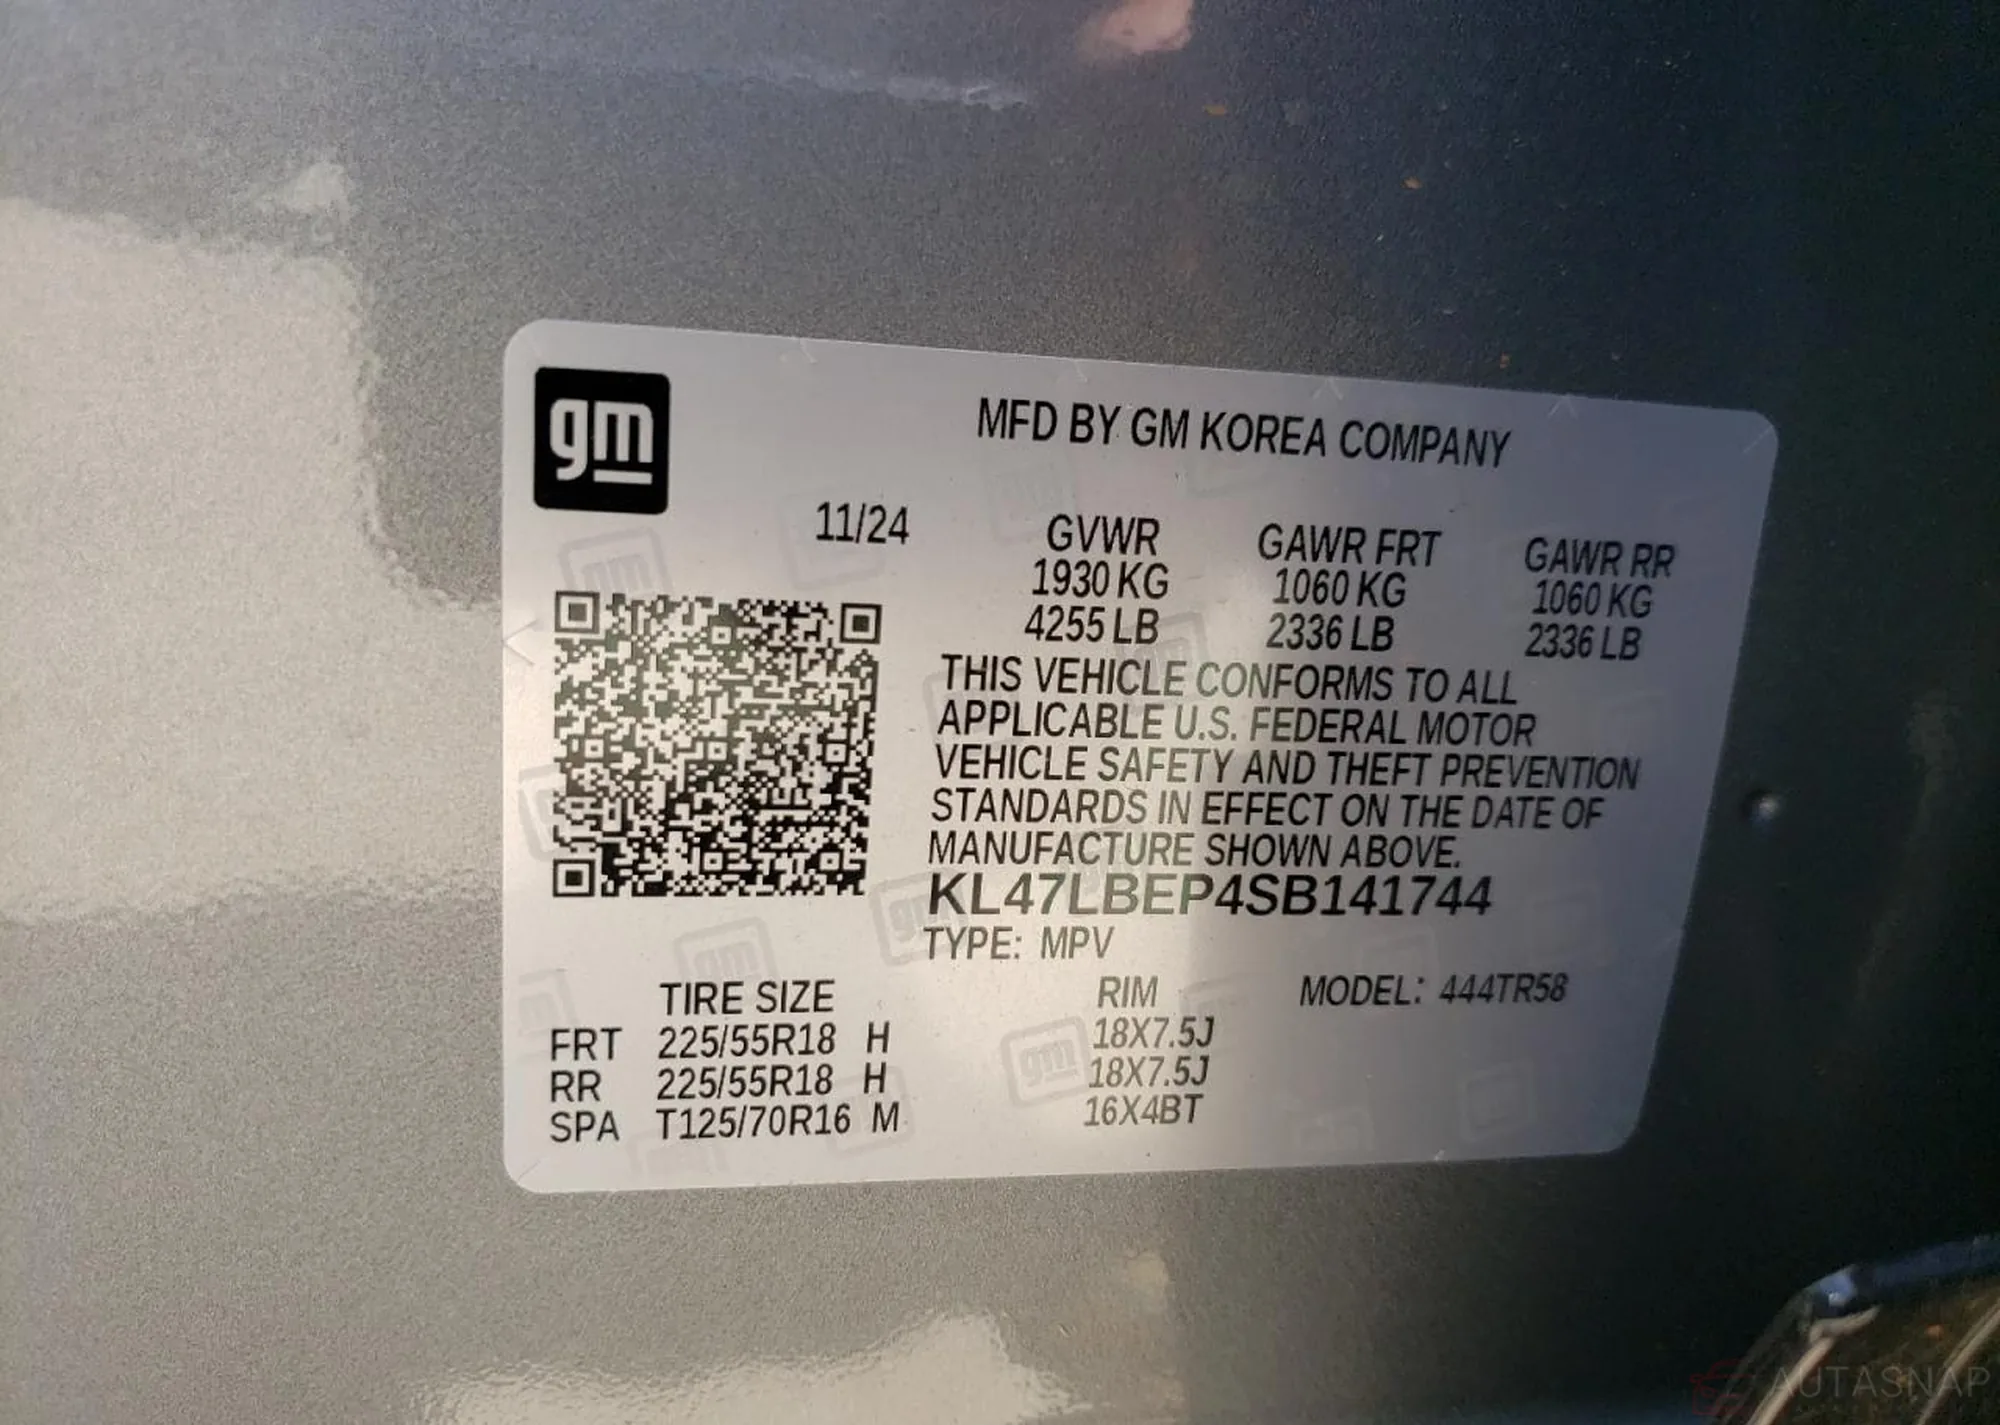 gm
MFD BY GM KOREA COMPANY
11/24 GVWR GAWR FRT GAWR RR
1930 KG 1060 KG 1060 KG
4255 LB 2336 LB 2336 LB
THIS VEHICLE CONFORMS TO ALL
APPLICABLE U.S. FEDERAL MOTOR
VEHICLE SAFETY AND THEFT PREVENTION
STANDARDS IN EFFECT ON THE DATE OF
MANUFACTURE SHOWN ABOVE.
KL47LBEP4SB141744
TYPE: MPV
TIRE SIZE RIM MODEL: 444TR58
FRT 225/55R18 H 18X7.5J
RR 225/55R18 H 18X7.5J
SPA T125/70R16 M 16X4BT
AUTASNAP